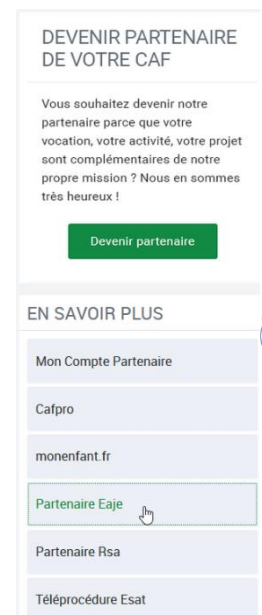 DEVENIR PARTENAIRE
DE VOTRE CAF
Vous souhaitez devenir notre
partenaire parce que votre
vocation, votre activité, votre projet
sont complémentaires de notre
propre mission ? Nous en sommes
très heureux !
Devenir partenaire
EN SAVOIR PLUS
Mon Compte Partenaire
Cafpro
monenfant.fr
Partenaire Eaje
Partenaire Rsa
Téléprocédure Esat